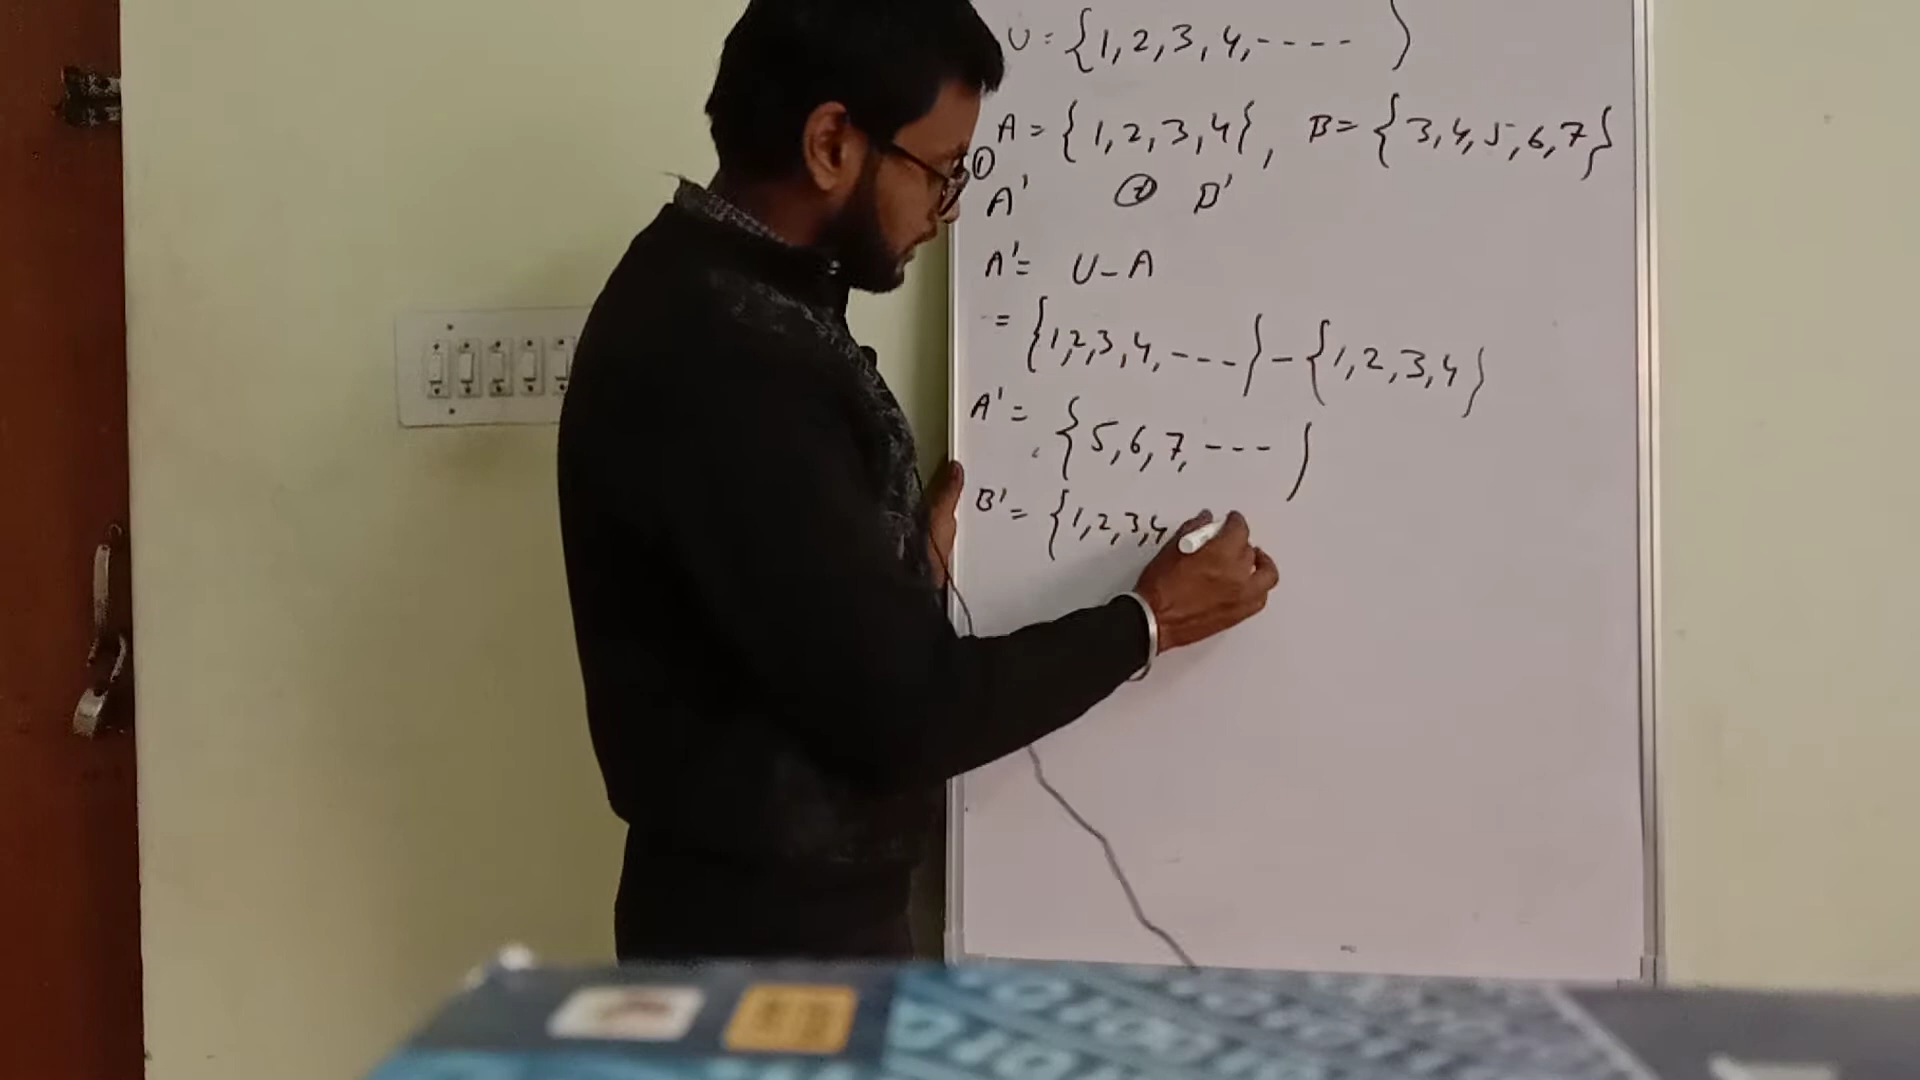 U = {1, 2, 3, 4, ---- }
A = {1, 2, 3, 4}, B = {3, 4, 5, 6, 7}
① A' ② B'
A' = U - A
= {1, 2, 3, 4, ---- } - {1, 2, 3, 4}
A' = {5, 6, 7, --- }
B' = {1, 2, 3, 4